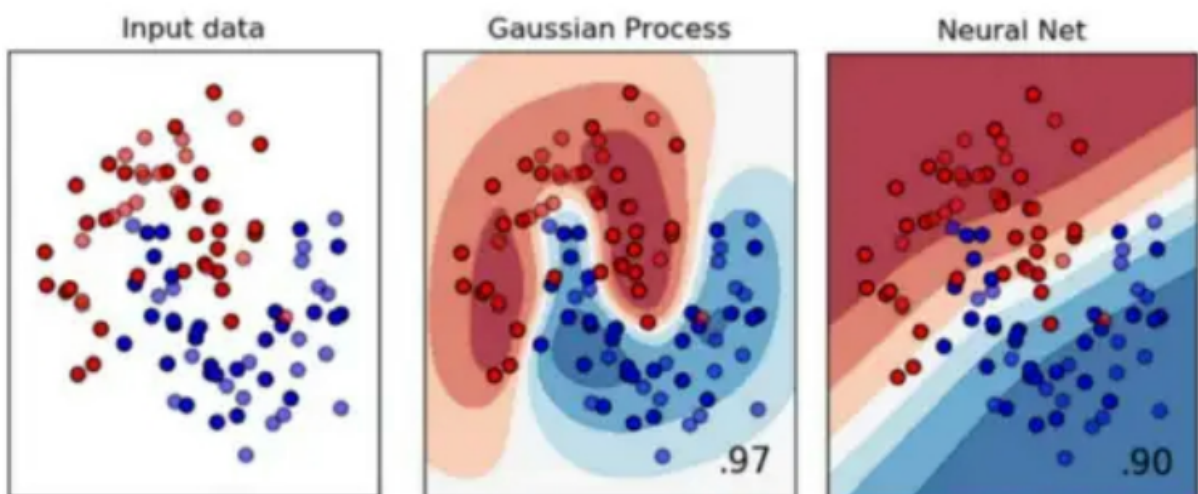 Input data
Gaussian Process
Neural Net
.97
.90